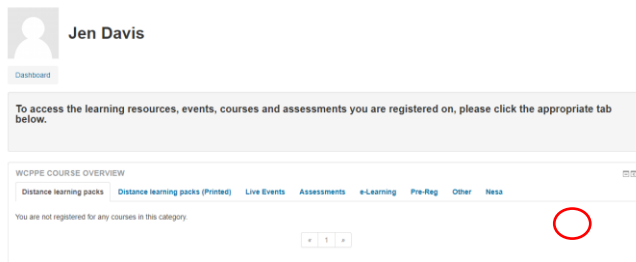 Jen Davis
Dashboard
To access the learning resources, events, courses and assessments you are registered on, please click the appropriate tab
below.
WCPPE COURSE OVERVIEW
Distance learning packs Distance learning packs (Printed) Live Events Assessments e-Learning Pre-Reg Other Nesa
You are not registered for any courses in this category
« 1 »